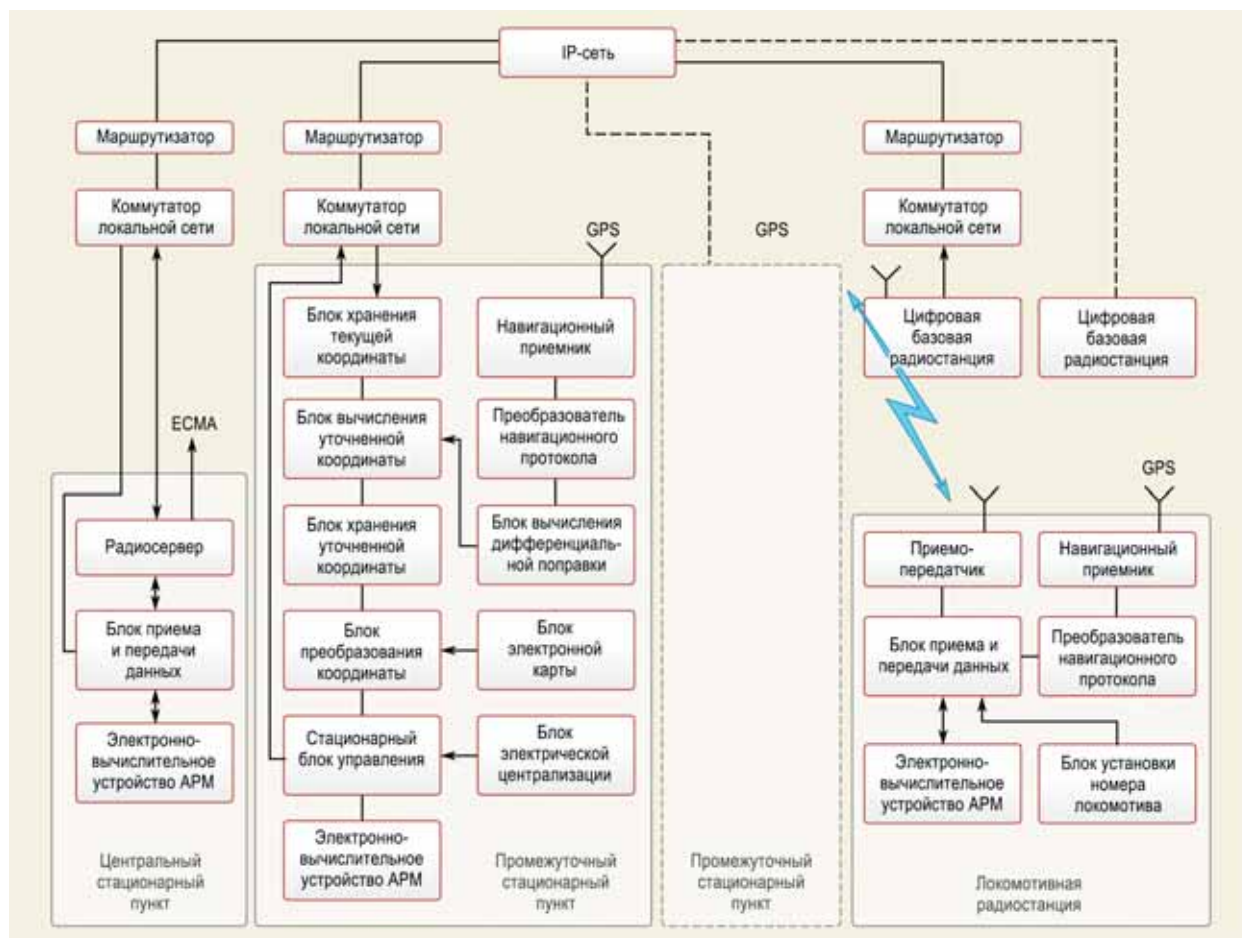 IP-сеть
Маршрутизатор
Маршрутизатор
Маршрутизатор
Коммутатор
локальной сети
Коммутатор
локальной сети
Коммутатор
локальной сети
GPS
GPS
Блок хранения
текущей
координаты
Навигационный
приемник
Цифровая
базовая
радиостанция
Цифровая
базовая
радиостанция
Блок вычисления
уточненной
координаты
Преобразователь
навигационного
протокола
ЕСМА
GPS
Радиосервер
Блок хранения
уточненной
координаты
Блок вычисления
дифференциаль-
ной поправки
Приемо-
передатчик
Навигационный
приемник
Блок приема
и передачи
данных
Блок
преобразования
координаты
Блок
электронной
карты
Блок приема и
передачи данных
Преобразователь
навигационного
протокола
Электронно-
вычислительное
устройство АРМ
Стационарный
блок управления
Блок
электрической
централизации
Электронно-
вычислительное
устройство АРМ
Блок установки
номера
локомотива
Электронно-
вычислительное
устройство АРМ
Центральный
стационарный
пункт
Промежуточный
стационарный
пункт
Промежуточный
стационарный
пункт
Локомотивная
радиостанция